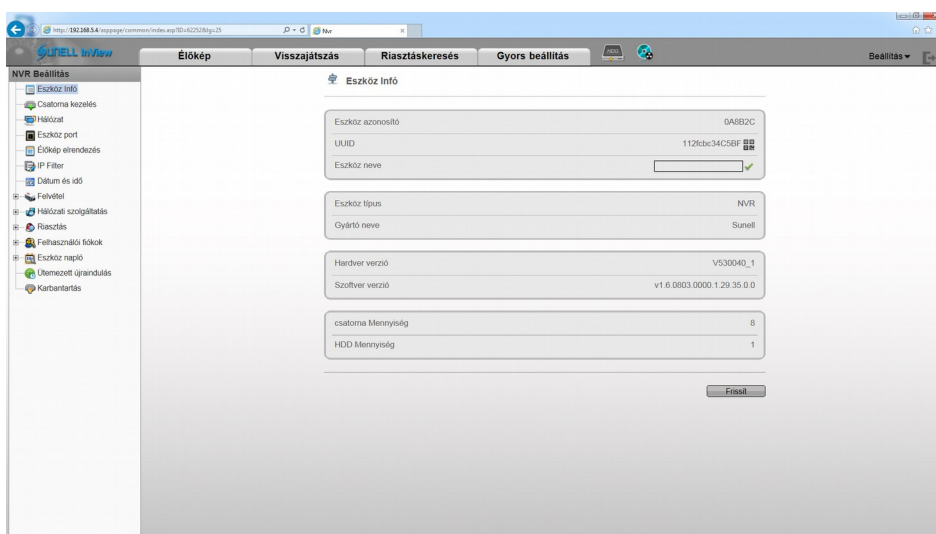 http://192.168.5.4/asppage/common/index.asp?ID=62252&lg=25
Nvr
SUNELL InView
Élőkép
Visszajátszás
Riasztáskeresés
Gyors beállítás
HDD
Beállítás
NVR Beállítás
Eszköz Infó
Csatorna kezelés
Hálózat
Eszköz port
Élőkép elrendezés
IP Filter
Dátum és idő
Felvétel
Hálózati szolgáltatás
Riasztás
Felhasználói fiókok
Eszköz napló
Ütemezett újraindulás
Karbantartás
Eszköz Infó
Eszköz azonosító 0A8B2C
UUID 112fcbc34C5BF
Eszköz neve
Eszköz típus NVR
Gyártó neve Sunell
Hardver verzió V530040_1
Szoftver verzió v1.6.0803.0000.1.29.35.0.0
csatorna Mennyiség 8
HDD Mennyiség 1
Frissít